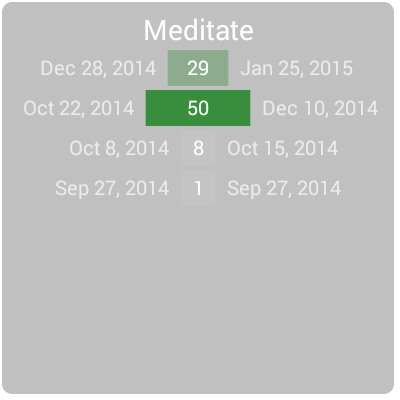 Meditate
Dec 28, 2014 29 Jan 25, 2015
Oct 22, 2014 50 Dec 10, 2014
Oct 8, 2014 8 Oct 15, 2014
Sep 27, 2014 1 Sep 27, 2014